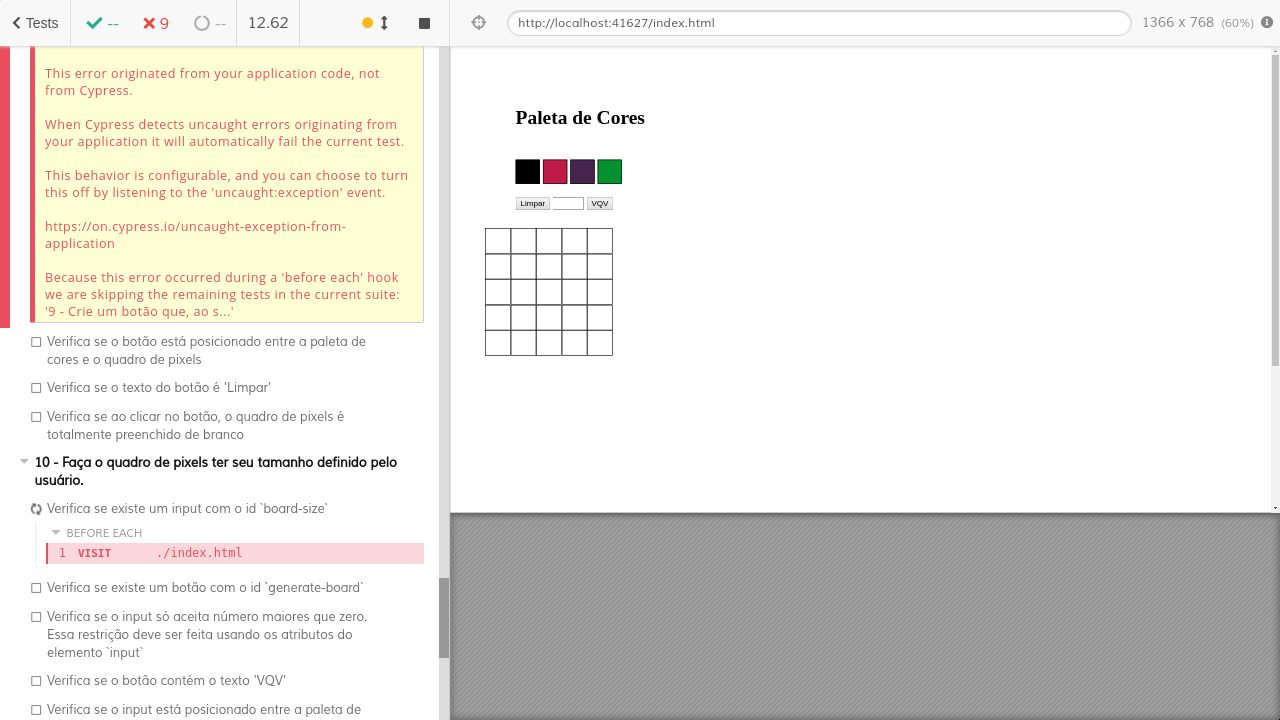 Tests -- 9 -- 12.62
http://localhost:41627/index.html 1366 x 768 (60%)
This error originated from your application code, not
from Cypress.
When Cypress detects uncaught errors originating from
your application it will automatically fail the current test.
This behavior is configurable, and you can choose to turn
this off by listening to the 'uncaught:exception' event.
https://on.cypress.io/uncaught-exception-from-
application
Because this error occurred during a 'before each' hook
we are skipping the remaining tests in the current suite:
'9 - Crie um botão que, ao s...'
Verifica se o botão está posicionado entre a paleta de
cores e o quadro de pixels
Verifica se o texto do botão é 'Limpar'
Verifica se ao clicar no botão, o quadro de pixels é
totalmente preenchido de branco
10 - Faça o quadro de pixels ter seu tamanho definido pelo
usuário.
Verifica se existe um input com o id `board-size`
BEFORE EACH
1 VISIT ./index.html
Verifica se existe um botão com o id `generate-board`
Verifica se o input só aceita número maiores que zero.
Essa restrição deve ser feita usando os atributos do
elemento `input`
Verifica se o botão contém o texto 'VQV'
Verifica se o input está posicionado entre a paleta de
Paleta de Cores
Limpar VQV